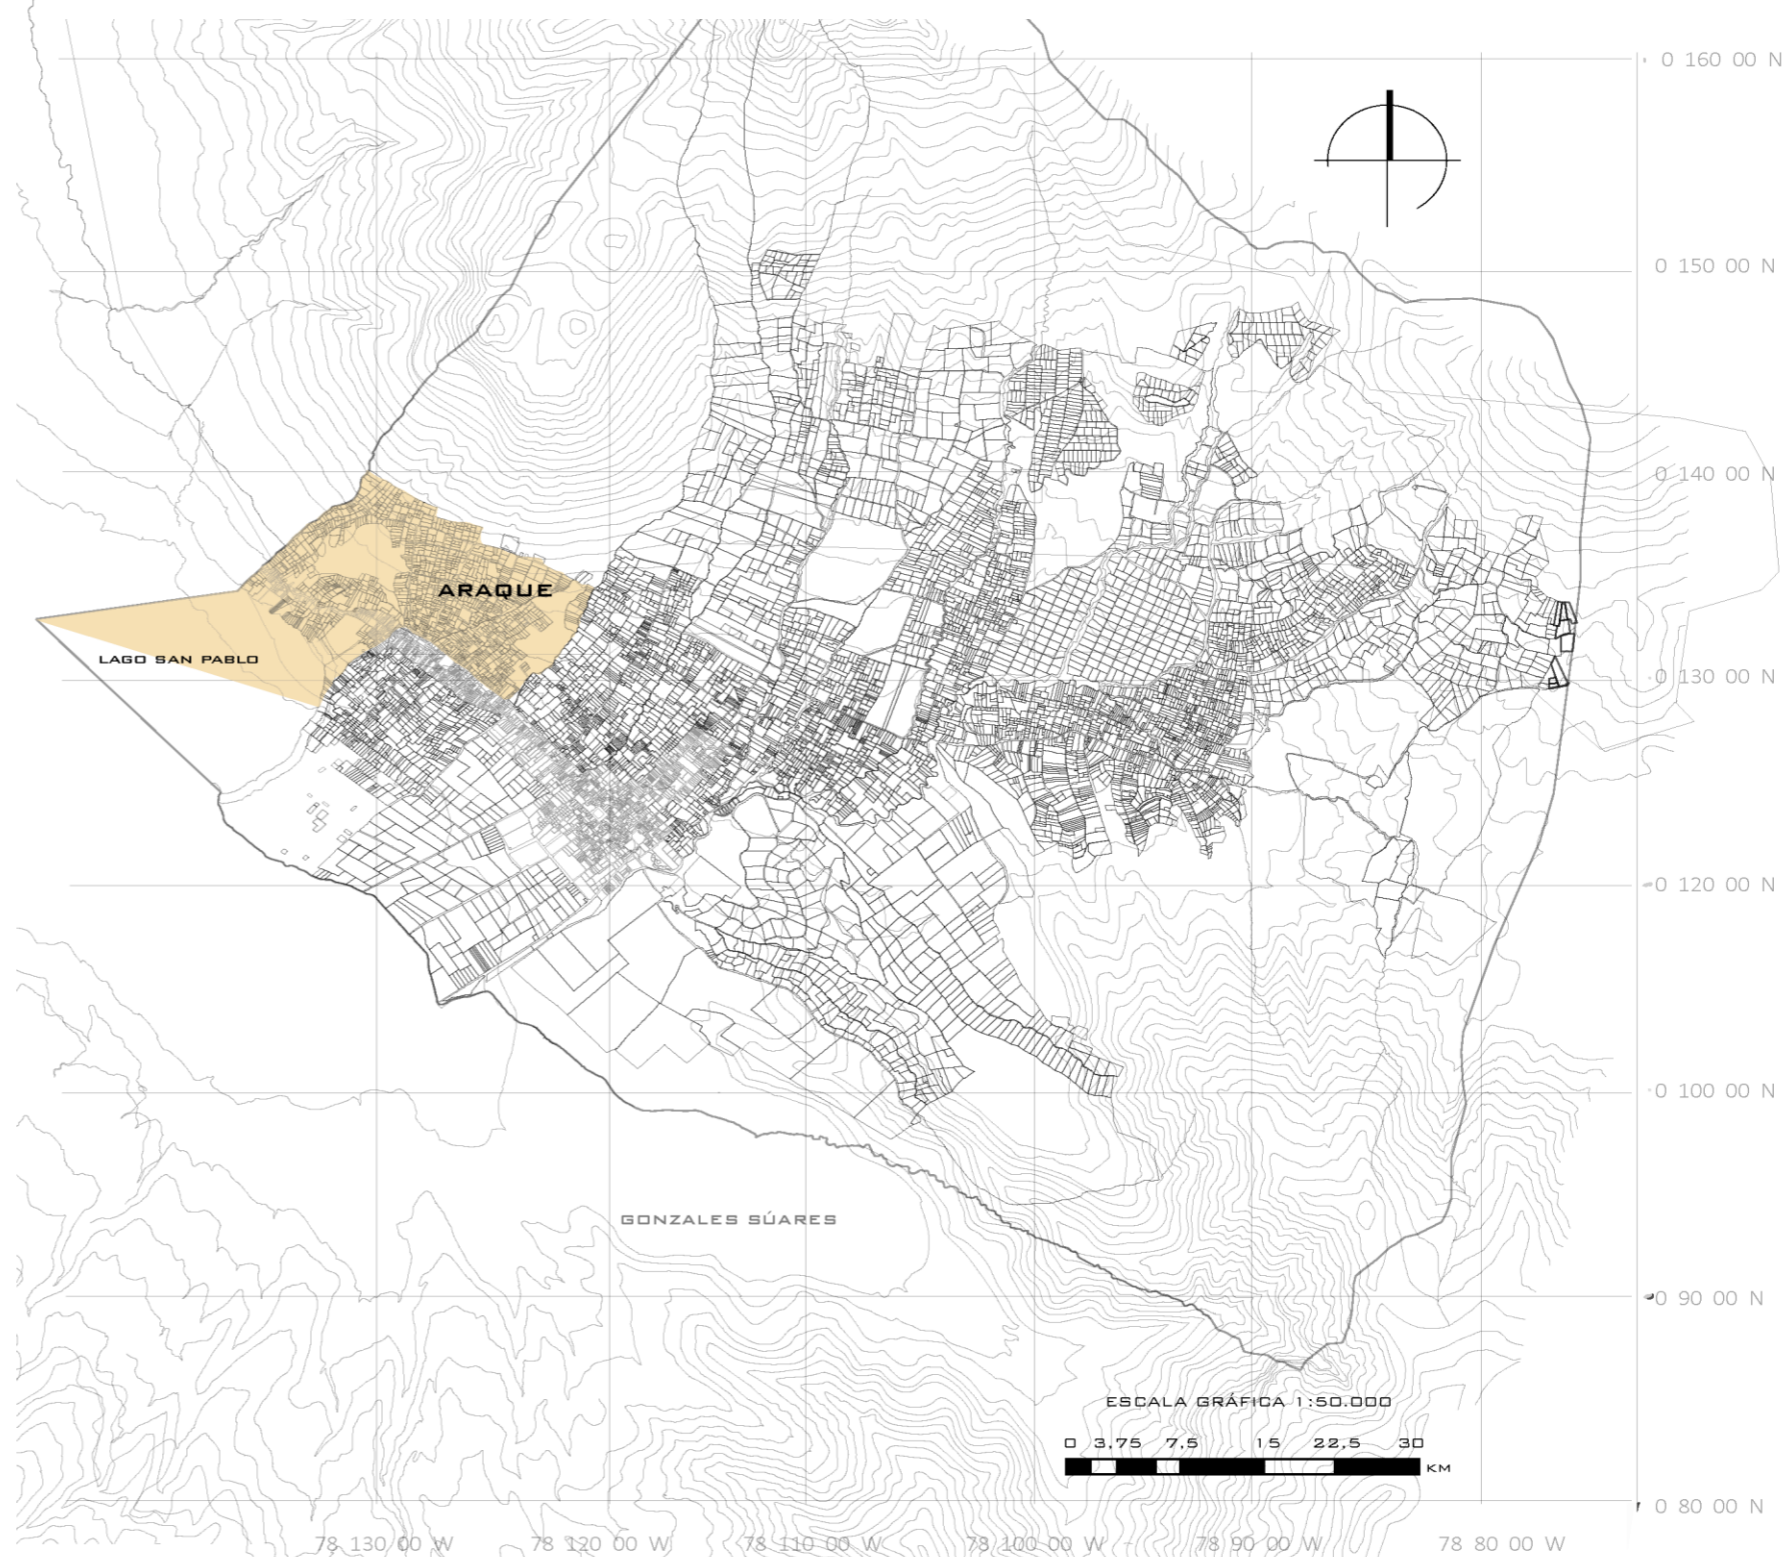 0 160 00 N
0 150 00 N
0 140 00 N
ARAQUE
LAGO SAN PABLO
0 130 00 N
0 120 00 N
0 100 00 N
GONZALES SÚARES
0 90 00 N
ESCALA GRÁFICA 1:50.000
0 3,75 7,5 15 22,5 30
KM
0 80 00 N
78 130 00 W 78 120 00 W 78 110 00 W 78 100 00 W 78 90 00 W 78 80 00 W